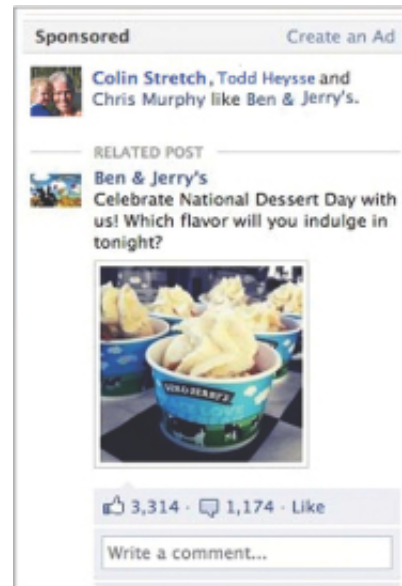 Sponsored Create an Ad
Colin Stretch, Todd Heysse and
Chris Murphy like Ben & Jerry's.
RELATED POST
Ben & Jerry's
Celebrate National Dessert Day with
us! Which flavor will you indulge in
tonight?
BEN & JERRY'S
3,314 · 1,174 · Like
Write a comment...